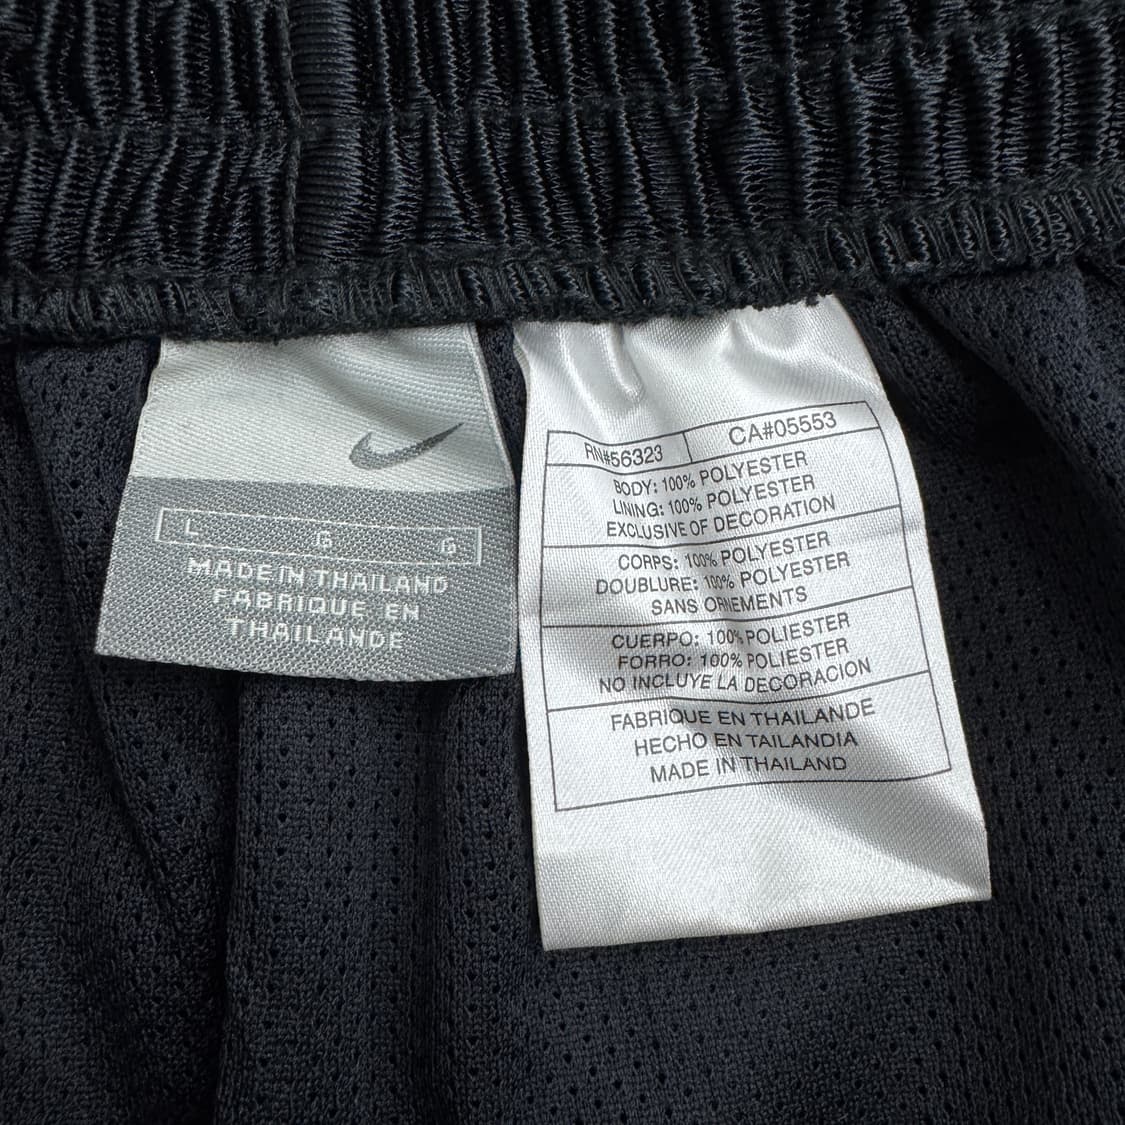 L G G
MADE IN THAILAND
FABRIQUE EN
THAILANDE
RN#56323 CA#05553
BODY: 100% POLYESTER
LINING: 100% POLYESTER
EXCLUSIVE OF DECORATION
CORPS: 100% POLYESTER
DOUBLURE: 100% POLYESTER
SANS ORNEMENTS
CUERPO: 100% POLIESTER
FORRO: 100% POLIESTER
NO INCLUYE LA DECORACION
FABRIQUE EN THAILANDE
HECHO EN TAILANDIA
MADE IN THAILAND